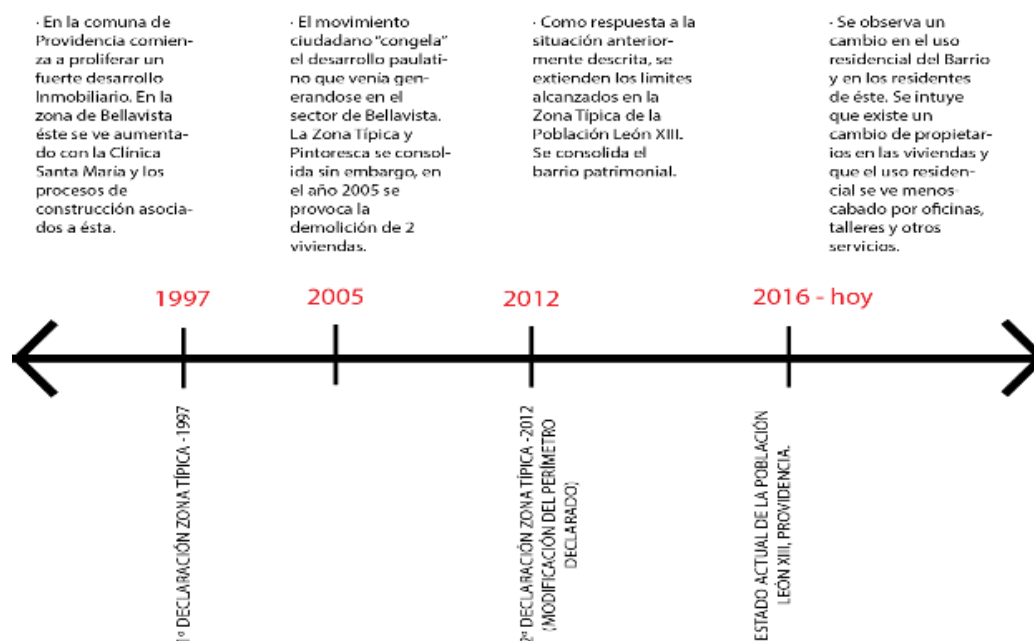 · En la comuna de
Providencia comien-
za a proliferar un
fuerte desarrollo
Inmobiliario. En la
zona de Bellavista
éste se ve aumenta-
do con la Clínica
Santa María y los
procesos de
construcción asocia-
dos a ésta.
· El movimiento
ciudadano "congela"
el desarrollo paulati-
no que venía gen-
erandose en el
sector de Bellavista.
La Zona Típica y
Pintoresca se consol-
ida sin embargo, en
el año 2005 se
provoca la
demolición de 2
viviendas.
· Como respuesta a la
situación anterior-
mente descrita, se
extienden los limites
alcanzados en la
Zona Típica de la
Población León XIII.
Se consolida el
barrio patrimonial.
· Se observa un
cambio en el uso
residencial del Barrio
y en los residentes
de éste. Se intuye
que existe un
cambio de propietar-
ios en las viviendas y
que el uso residen-
cial se ve menos-
cabado por oficinas,
talleres y otros
servicios.
1997
2005
2012
2016 - hoy
1ª DECLARACIÓN ZONA TÍPICA -1997
2ª DECLARACIÓN ZONA TÍPICA -2012
(MODIFICACIÓN DEL PERÍMETRO
DECLARADO)
ESTADO ACTUAL DE LA POBLACIÓN
LEÓN XIII, PROVIDENCIA.